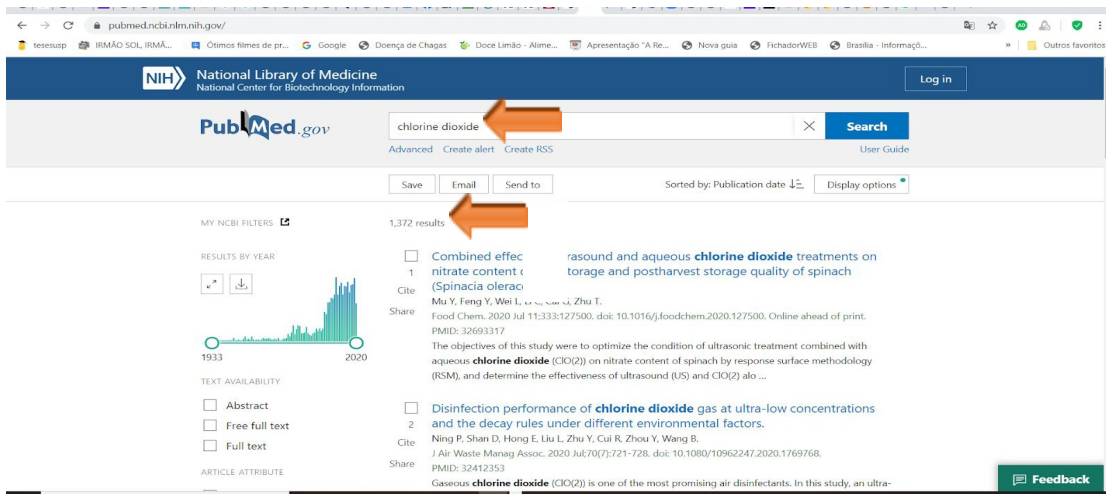 pubmed.ncbi.nlm.nih.gov/
tesesusp IRMÃO SOL, IRMÃ... Ótimos filmes de pr... Google Doença de Chagas Doce Limão - Alime... Apresentação "A Re... Nova guia FichadorWEB Brasilia - Informaçõ... » Outros favoritos
NIH National Library of Medicine
National Center for Biotechnology Information
Log in
PubMed.gov
chlorine dioxide
Search
Advanced Create alert Create RSS
User Guide
Save Email Send to
Sorted by: Publication date
Display options
MY NCBI FILTERS
1,372 results
RESULTS BY YEAR
1933
2020
TEXT AVAILABILITY
Abstract
Free full text
Full text
ARTICLE ATTRIBUTE
1
Cite
Share
Combined effec rasound and aqueous chlorine dioxide treatments on
nitrate content torage and postharvest storage quality of spinach
(Spinacia olerac
Mu Y, Feng Y, Wei L, Zhu T.
Food Chem. 2020 Jul 11;333:127500. doi: 10.1016/j.foodchem.2020.127500. Online ahead of print.
PMID: 32693317
The objectives of this study were to optimize the condition of ultrasonic treatment combined with
aqueous chlorine dioxide (ClO(2)) on nitrate content of spinach by response surface methodology
(RSM), and determine the effectiveness of ultrasound (US) and ClO(2) alo ...
2
Cite
Share
Disinfection performance of chlorine dioxide gas at ultra-low concentrations
and the decay rules under different environmental factors.
Ning P, Shan D, Hong E, Liu L, Zhu Y, Cui R, Zhou Y, Wang B.
J Air Waste Manag Assoc. 2020 Jul;70(7):721-728. doi: 10.1080/10962247.2020.1769768.
PMID: 32412353
Gaseous chlorine dioxide (ClO(2)) is one of the most promising air disinfectants. In this study, an ultra-
Feedback